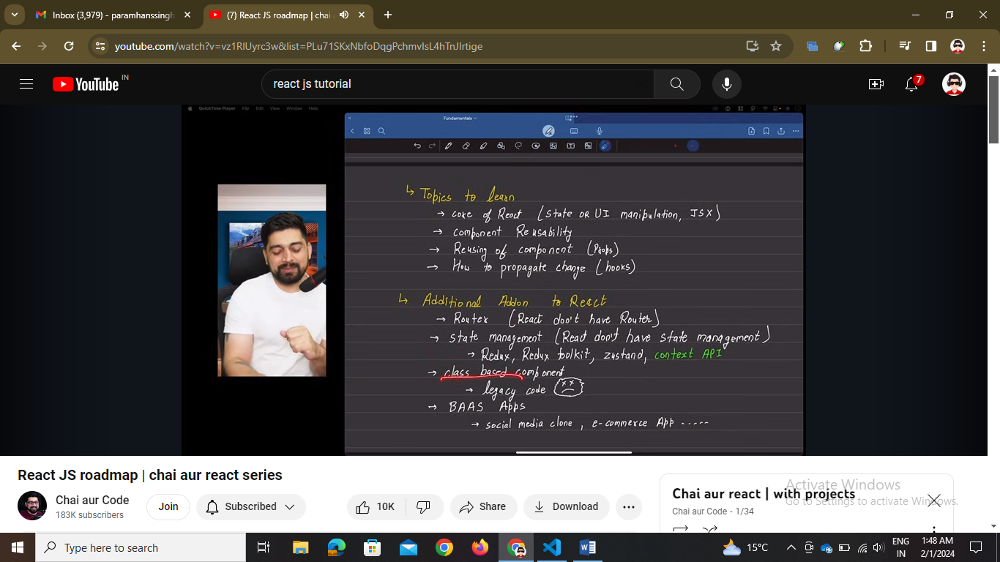 Inbox (3,979) - paramhanssingh
(7) React JS roadmap | chai
youtube.com/watch?v=vz1RlUyrc3w&list=PLu71SKxNbfoDqgPchmvIsL4hTnJIrtige
YouTube IN
react js tutorial
7
QuickTime Player File Edit View Window Help
Fundamentals
↳ Topics to learn
→ core of React (state OR UI manipulation, JSX)
→ component Reusability
→ Reusing of component (Props)
→ How to propagate change (hooks)
↳ Additional Addon to React
→ Router (React don't have Router)
→ state management (React don't have state management)
→ Redux, Redux toolkit, zustand, context API
→ class based component
→ legacy code
→ BAAS Apps
→ social media clone, e-commerce App .....
React JS roadmap | chai aur react series
Chai aur Code
183K subscribers
Join
Subscribed
10K
Share
Download
Chai aur react | with projects
Chai aur Code - 1/34
Activate Windows
Go to Settings to activate Windows.
Type here to search
15°C
ENG
IN
1:48 AM
2/1/2024